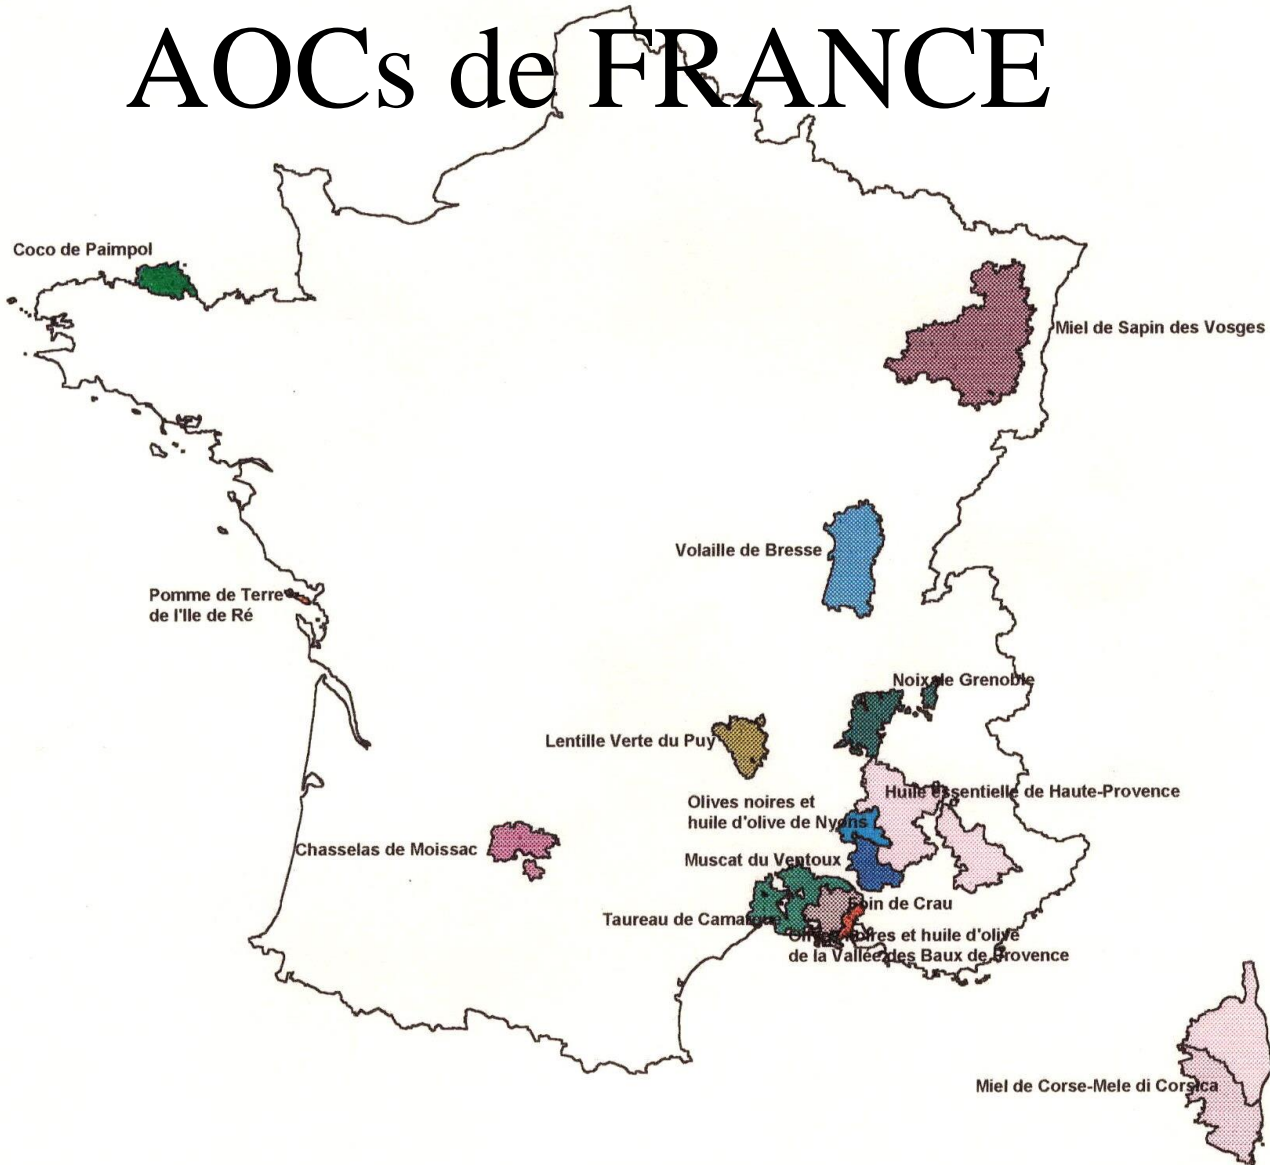 AOCs de FRANCE
Coco de Paimpol
Miel de Sapin des Vosges
Volaille de Bresse
Pomme de Terre
de l'Ile de Ré
Noix de Grenoble
Lentille Verte du Puy
Huile essentielle de Haute-Provence
Olives noires et
huile d'olive de Nyons
Chasselas de Moissac
Muscat du Ventoux
Foin de Crau
Taureau de Camargue
Olives noires et huile d'olive
de la Vallée des Baux de Provence
Miel de Corse-Mele di Corsica